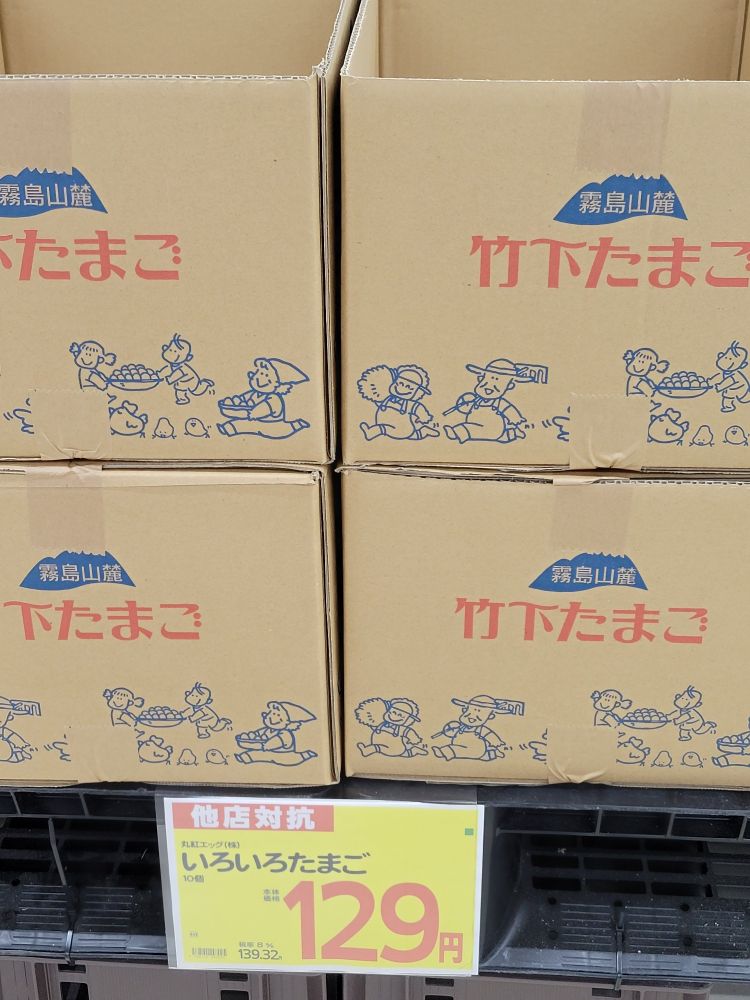 霧島山麓
下たまご
霧島山麓
竹下たまご
霧島山麓
下たまご
霧島山麓
竹下たまご
他店対抗
丸紅エッグ(株)
いろいろたまご
10個
本体
価格
129円
税率 8%
139.32円